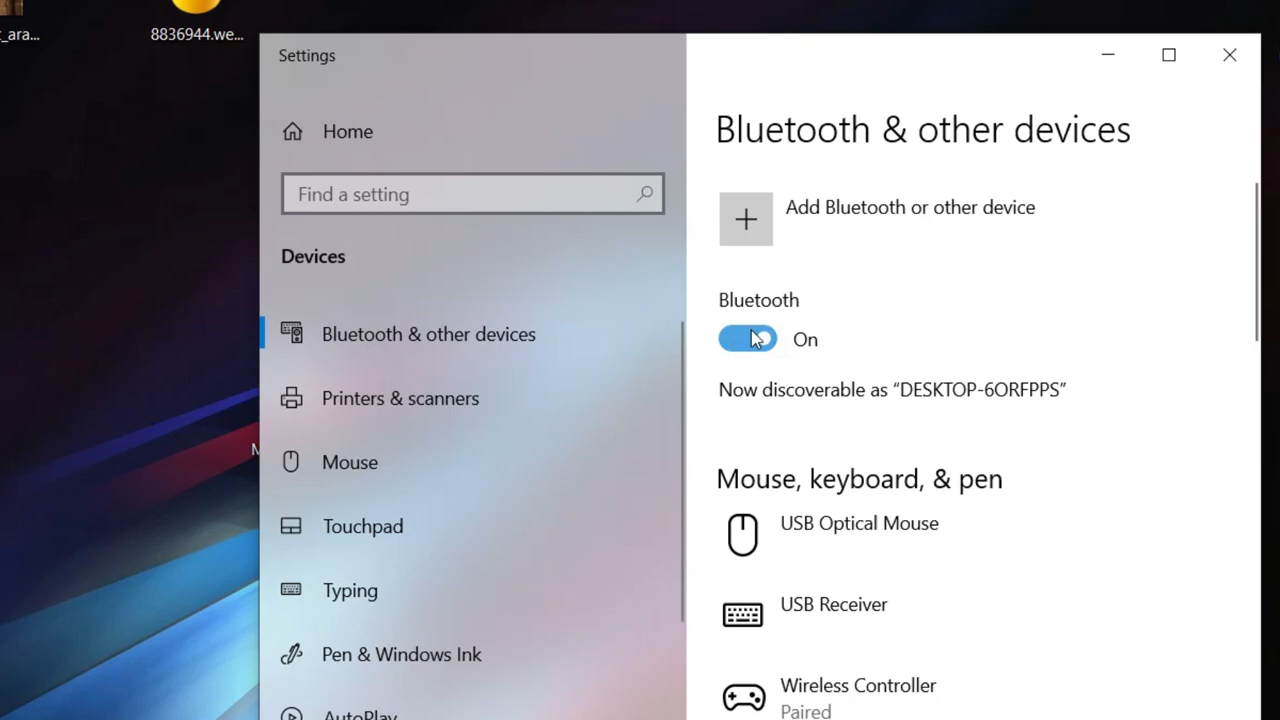 t_ara...
8836944.we...
Settings
Home
Find a setting
Devices
Bluetooth & other devices
Printers & scanners
Mouse
Touchpad
Typing
Pen & Windows Ink
AutoPlay
M
Bluetooth & other devices
Add Bluetooth or other device
Bluetooth
On
Now discoverable as “DESKTOP-6ORFPPS”
Mouse, keyboard, & pen
USB Optical Mouse
USB Receiver
Wireless Controller
Paired